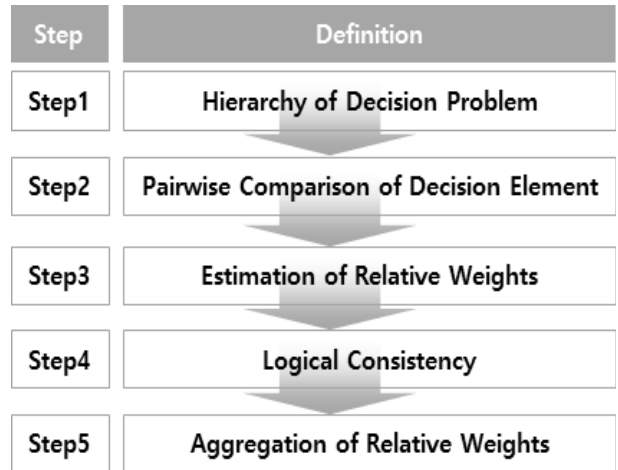 Step Definition
Step1 Hierarchy of Decision Problem
Step2 Pairwise Comparison of Decision Element
Step3 Estimation of Relative Weights
Step4 Logical Consistency
Step5 Aggregation of Relative Weights